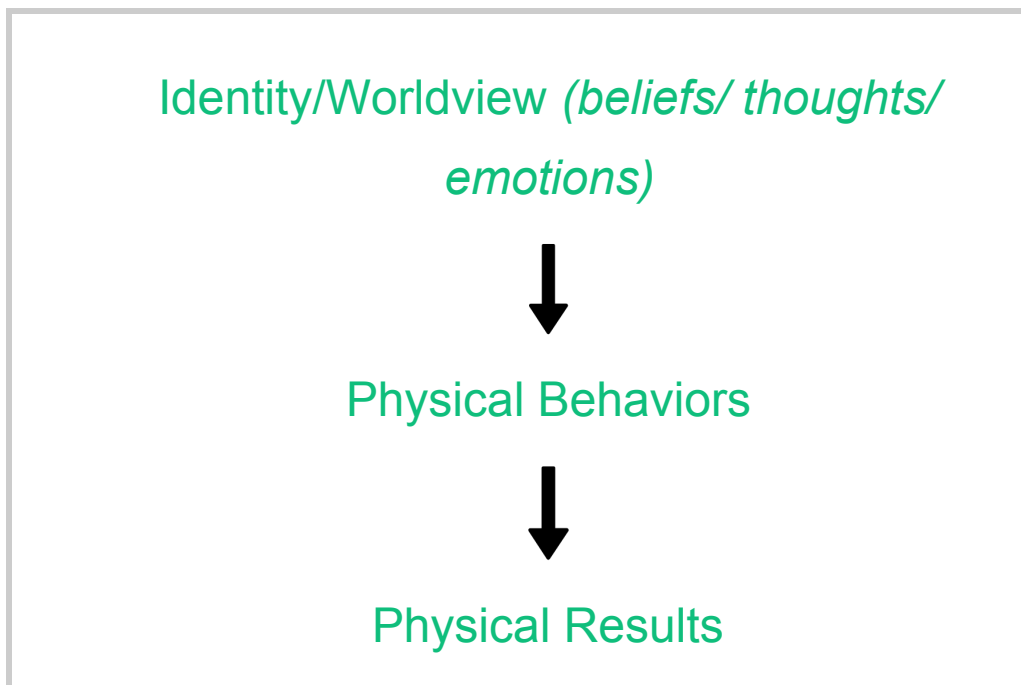 Identity/Worldview (beliefs/ thoughts/
emotions)
Physical Behaviors
Physical Results